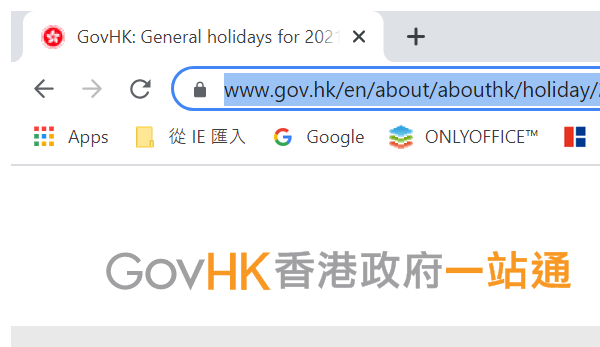 GovHK: General holidays for 2021
www.gov.hk/en/about/abouthk/holiday/
Apps 從 IE 匯入 Google ONLYOFFICE™
GovHK香港政府一站通